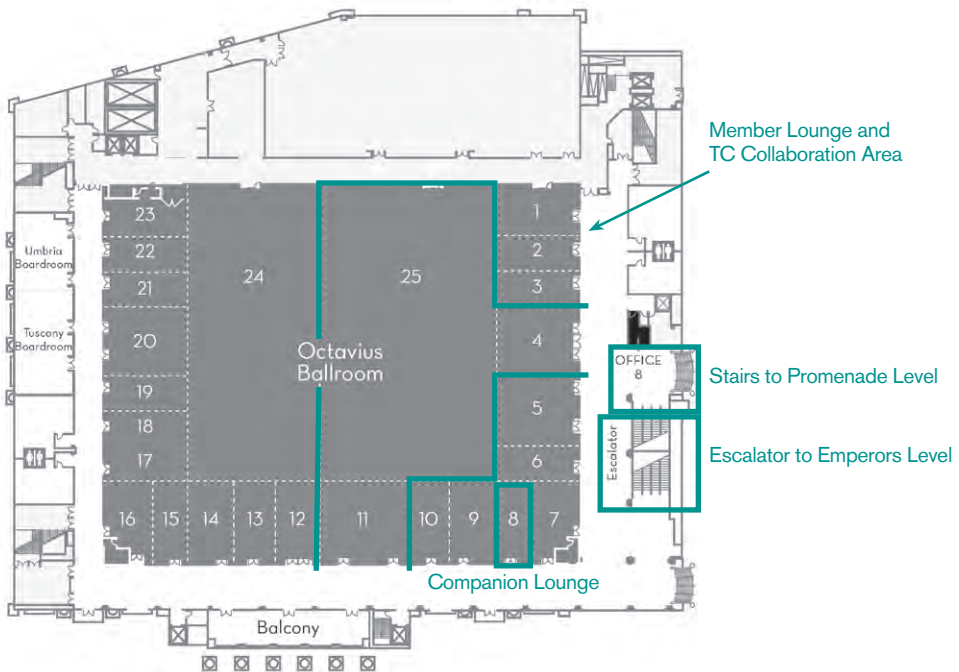 Member Lounge and
TC Collaboration Area
23
1
22
2
Umbria
Boardroom
24
25
21
3
Tuscany
Boardroom
20
4
Octavius
Ballroom
OFFICE
8
Stairs to Promenade Level
19
5
18
Escalator
Escalator to Emperors Level
17
6
16
15
14
13
12
11
10
9
8
7
Companion Lounge
Balcony